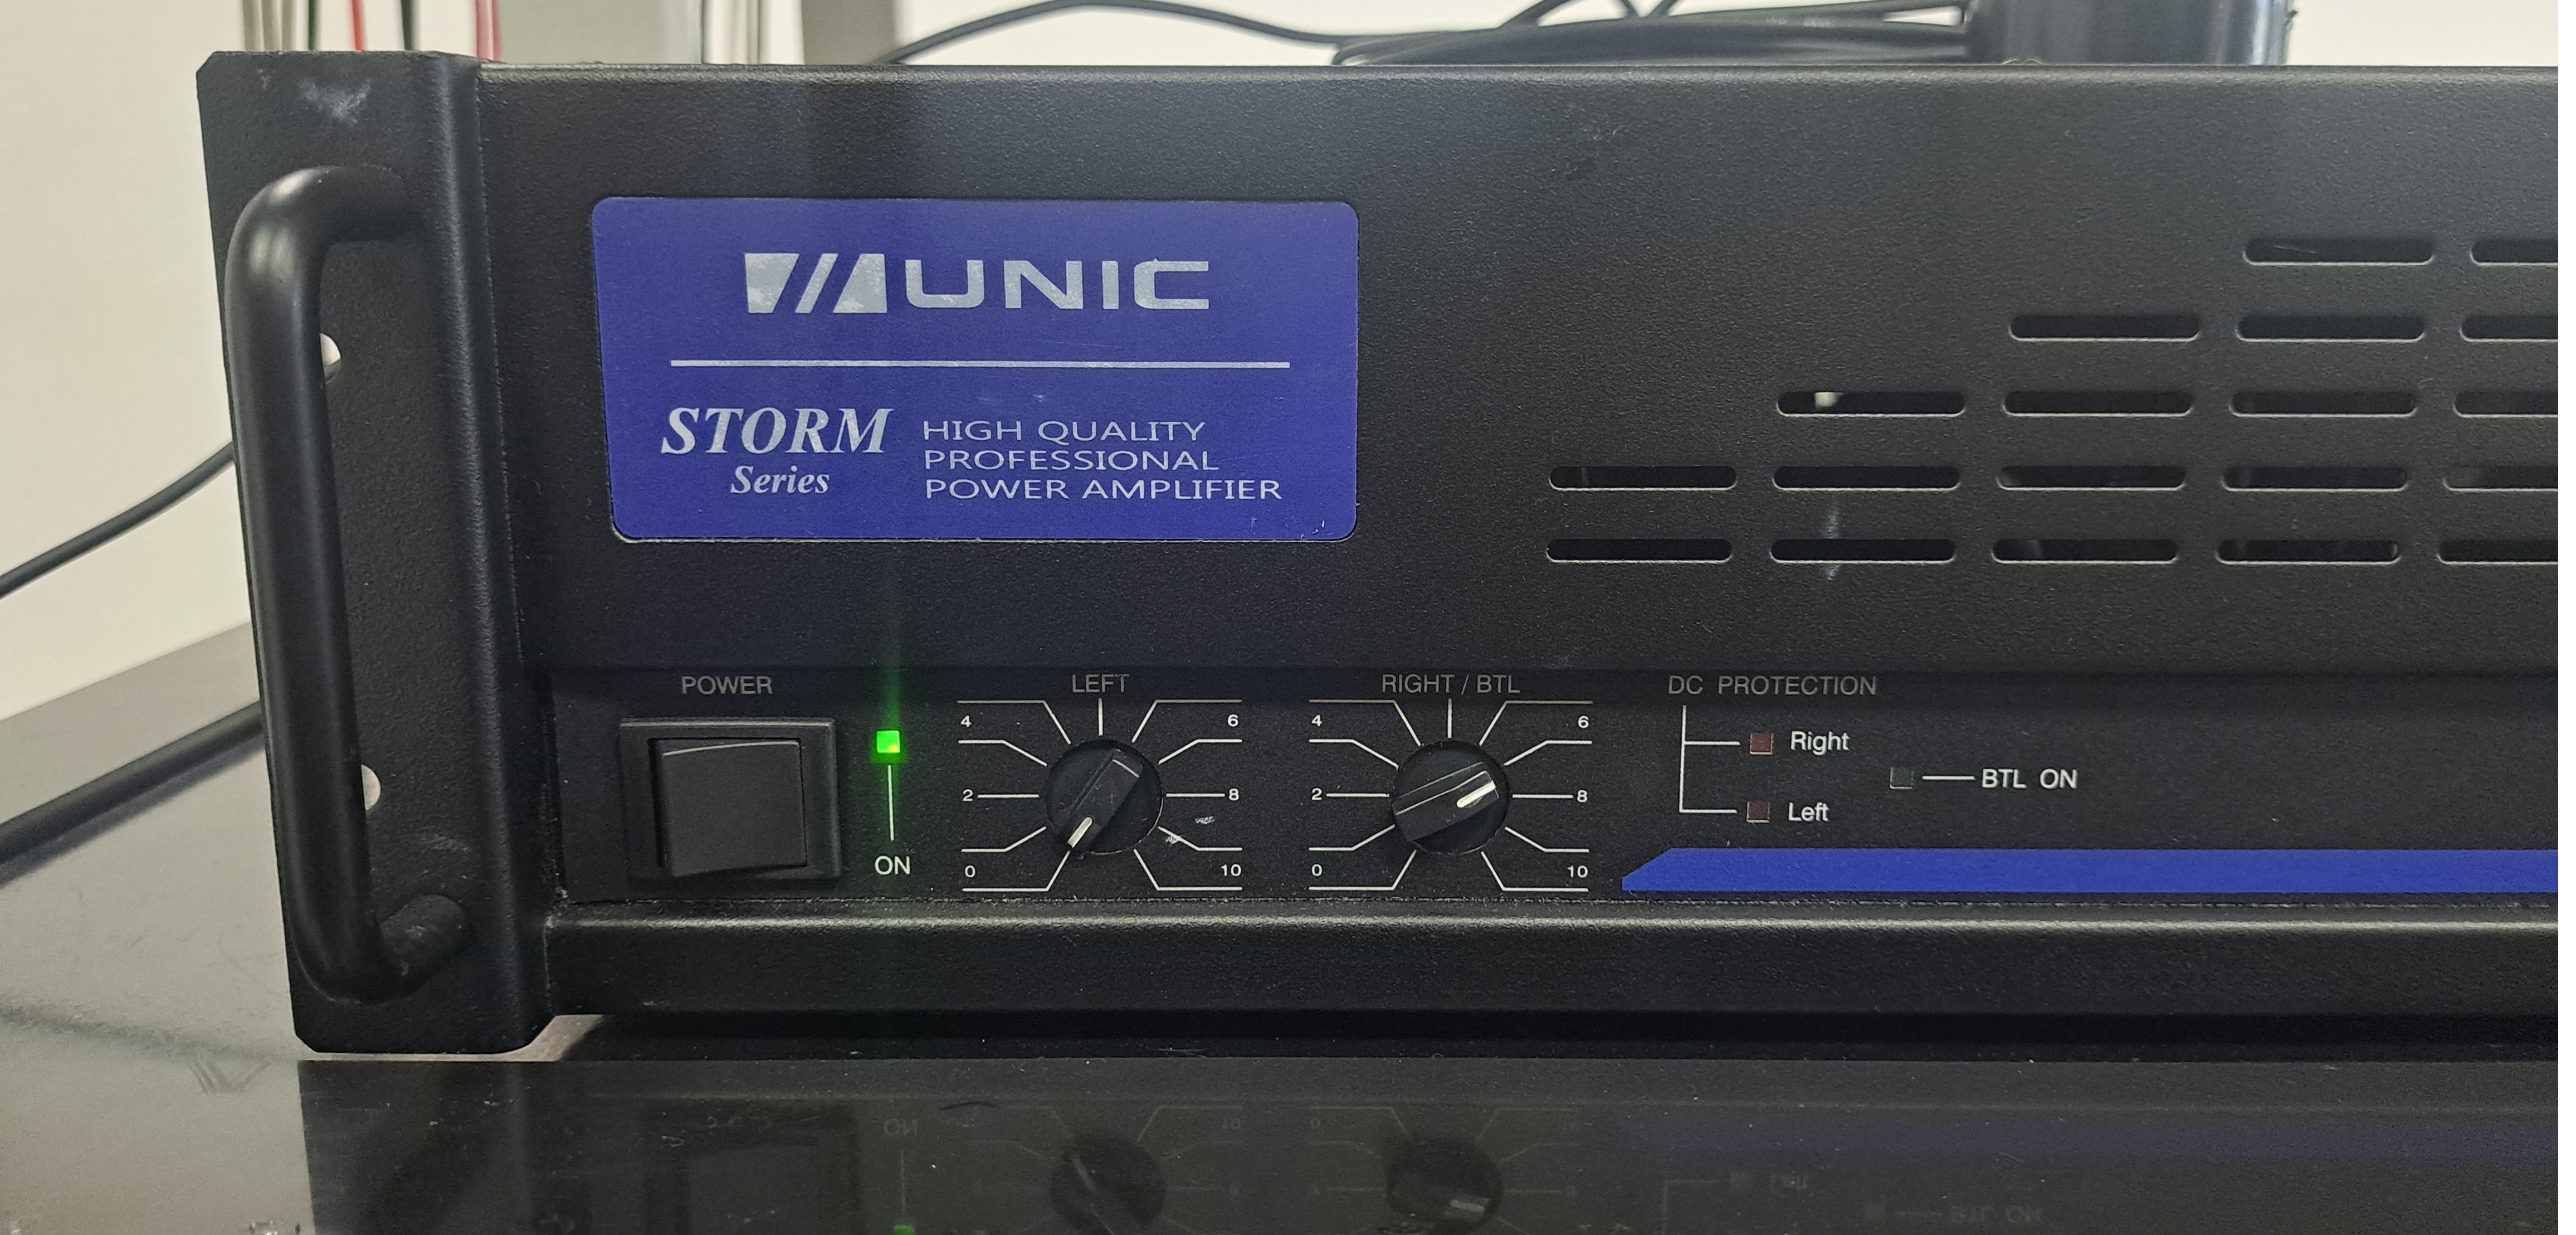 UNIC
STORM
Series
HIGH QUALITY
PROFESSIONAL
POWER AMPLIFIER
POWER
ON
LEFT
4 6
2 8
0 10
RIGHT / BTL
4 6
2 8
0 10
DC PROTECTION
Right
Left
BTL ON